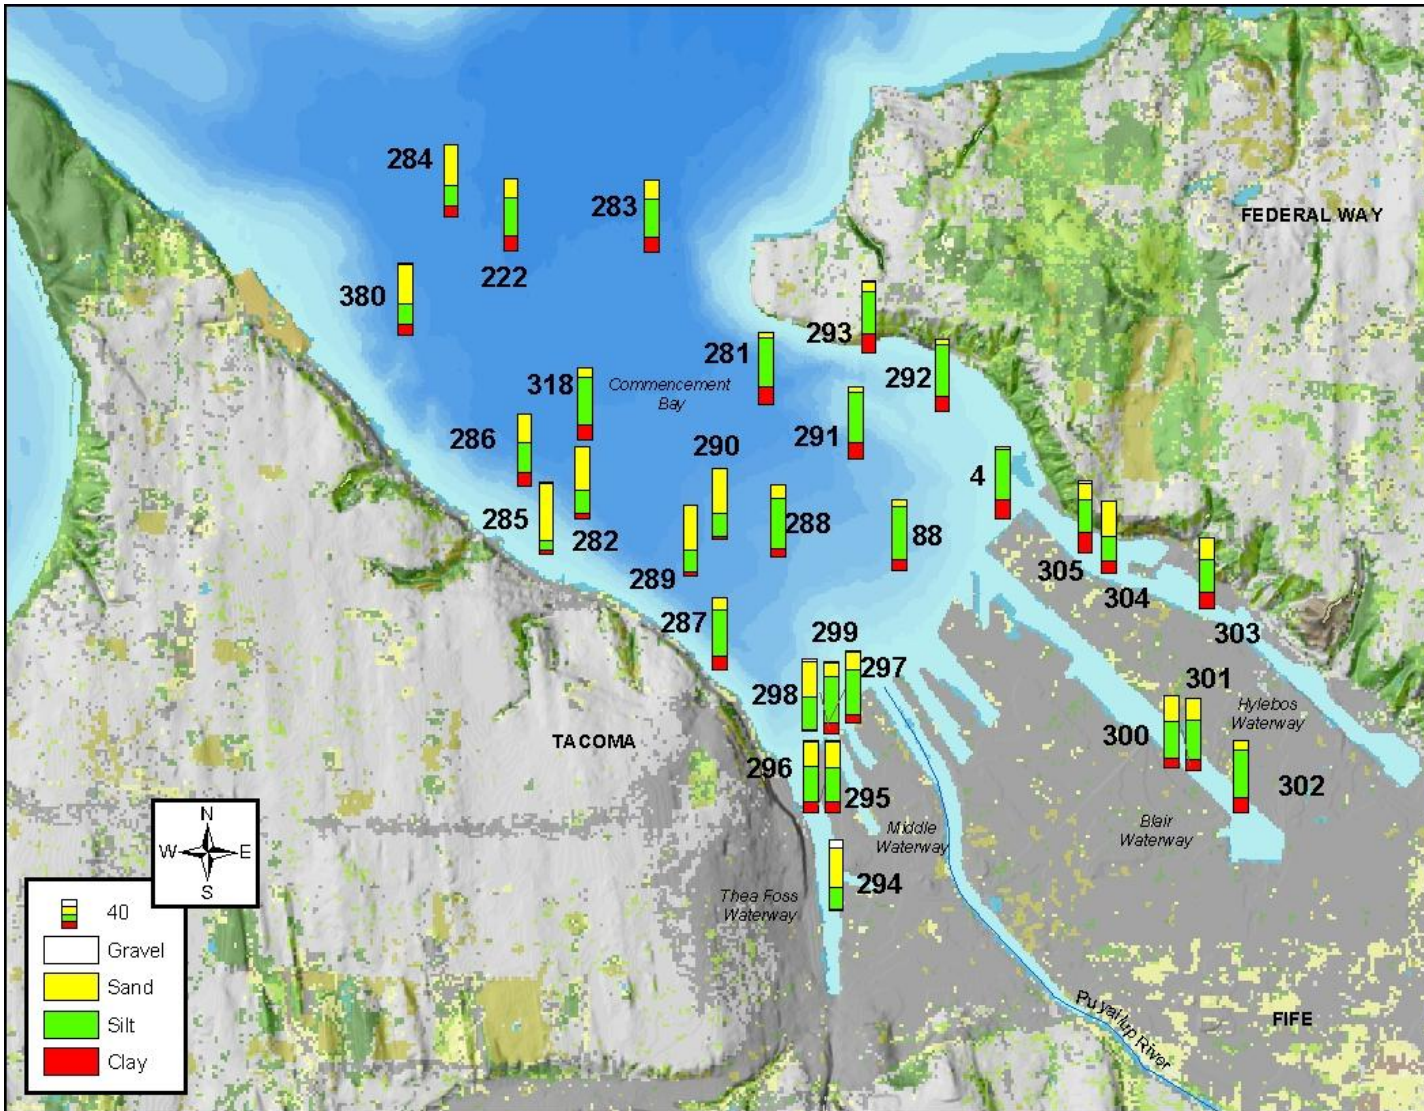 284
283
222
FEDERAL WAY
380
293
281
292
318
Commencement
Bay
286
290
291
4
285
282
288
88
289
305
304
303
287
299
297
298
301
Hylebos
Waterway
300
TACOMA
296
302
295
Middle
Waterway
Blair
Waterway
294
Thea Foss
Waterway
N
W
E
S
40
Gravel
Sand
Silt
Clay
Puyallup River
FIFE